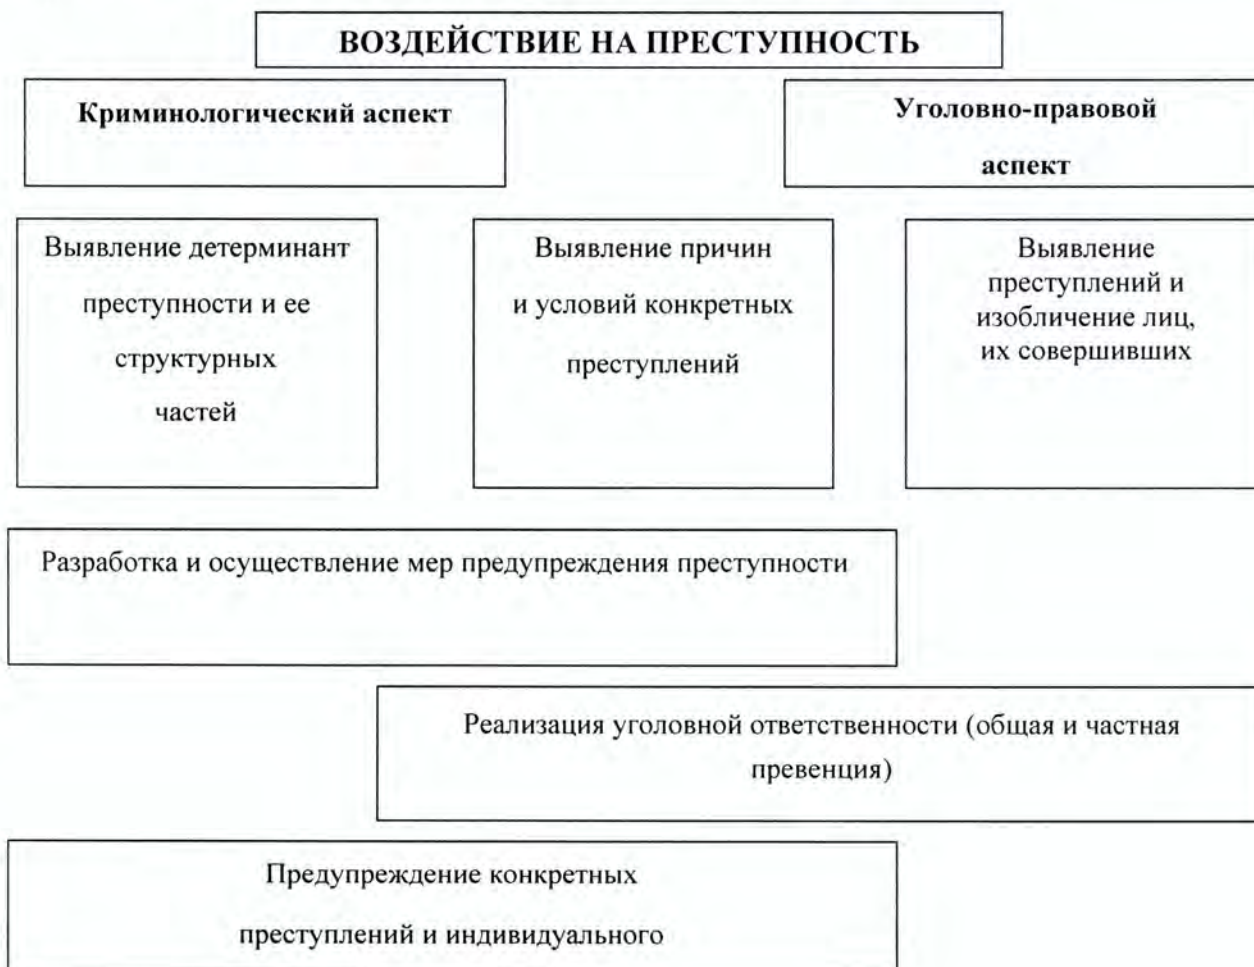 ВОЗДЕЙСТВИЕ НА ПРЕСТУПНОСТЬ
Криминологический аспект
Уголовно-правовой
аспект
Выявление детерминант
преступности и ее
структурных
частей
Выявление причин
и условий конкретных
преступлений
Выявление
преступлений и
изобличение лиц,
их совершивших
Разработка и осуществление мер предупреждения преступности
Реализация уголовной ответственности (общая и частная
превенция)
Предупреждение конкретных
преступлений и индивидуального